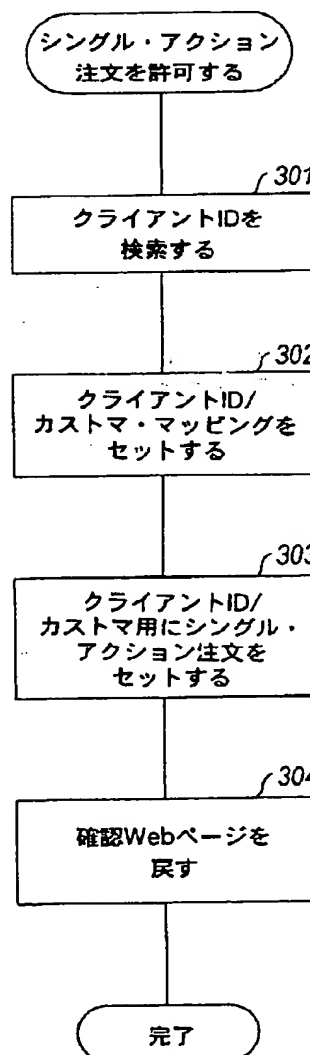 シングル・アクション
注文を許可する
301
クライアントIDを
検索する
302
クライアントID/
カストマ・マッピングを
セットする
303
クライアントID/
カストマ用にシングル・
アクション注文を
セットする
304
確認Webページを
戻す
完了